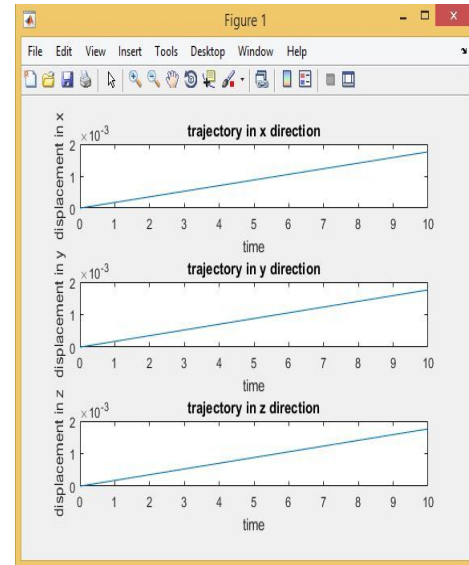 Figure 1
File Edit View Insert Tools Desktop Window Help
trajectory in x direction
×10⁻³
displacement in x
2
1
0
0 1 2 3 4 5 6 7 8 9 10
time
trajectory in y direction
×10⁻³
displacement in y
2
1
0
0 1 2 3 4 5 6 7 8 9 10
time
trajectory in z direction
×10⁻³
displacement in z
2
1
0
0 1 2 3 4 5 6 7 8 9 10
time